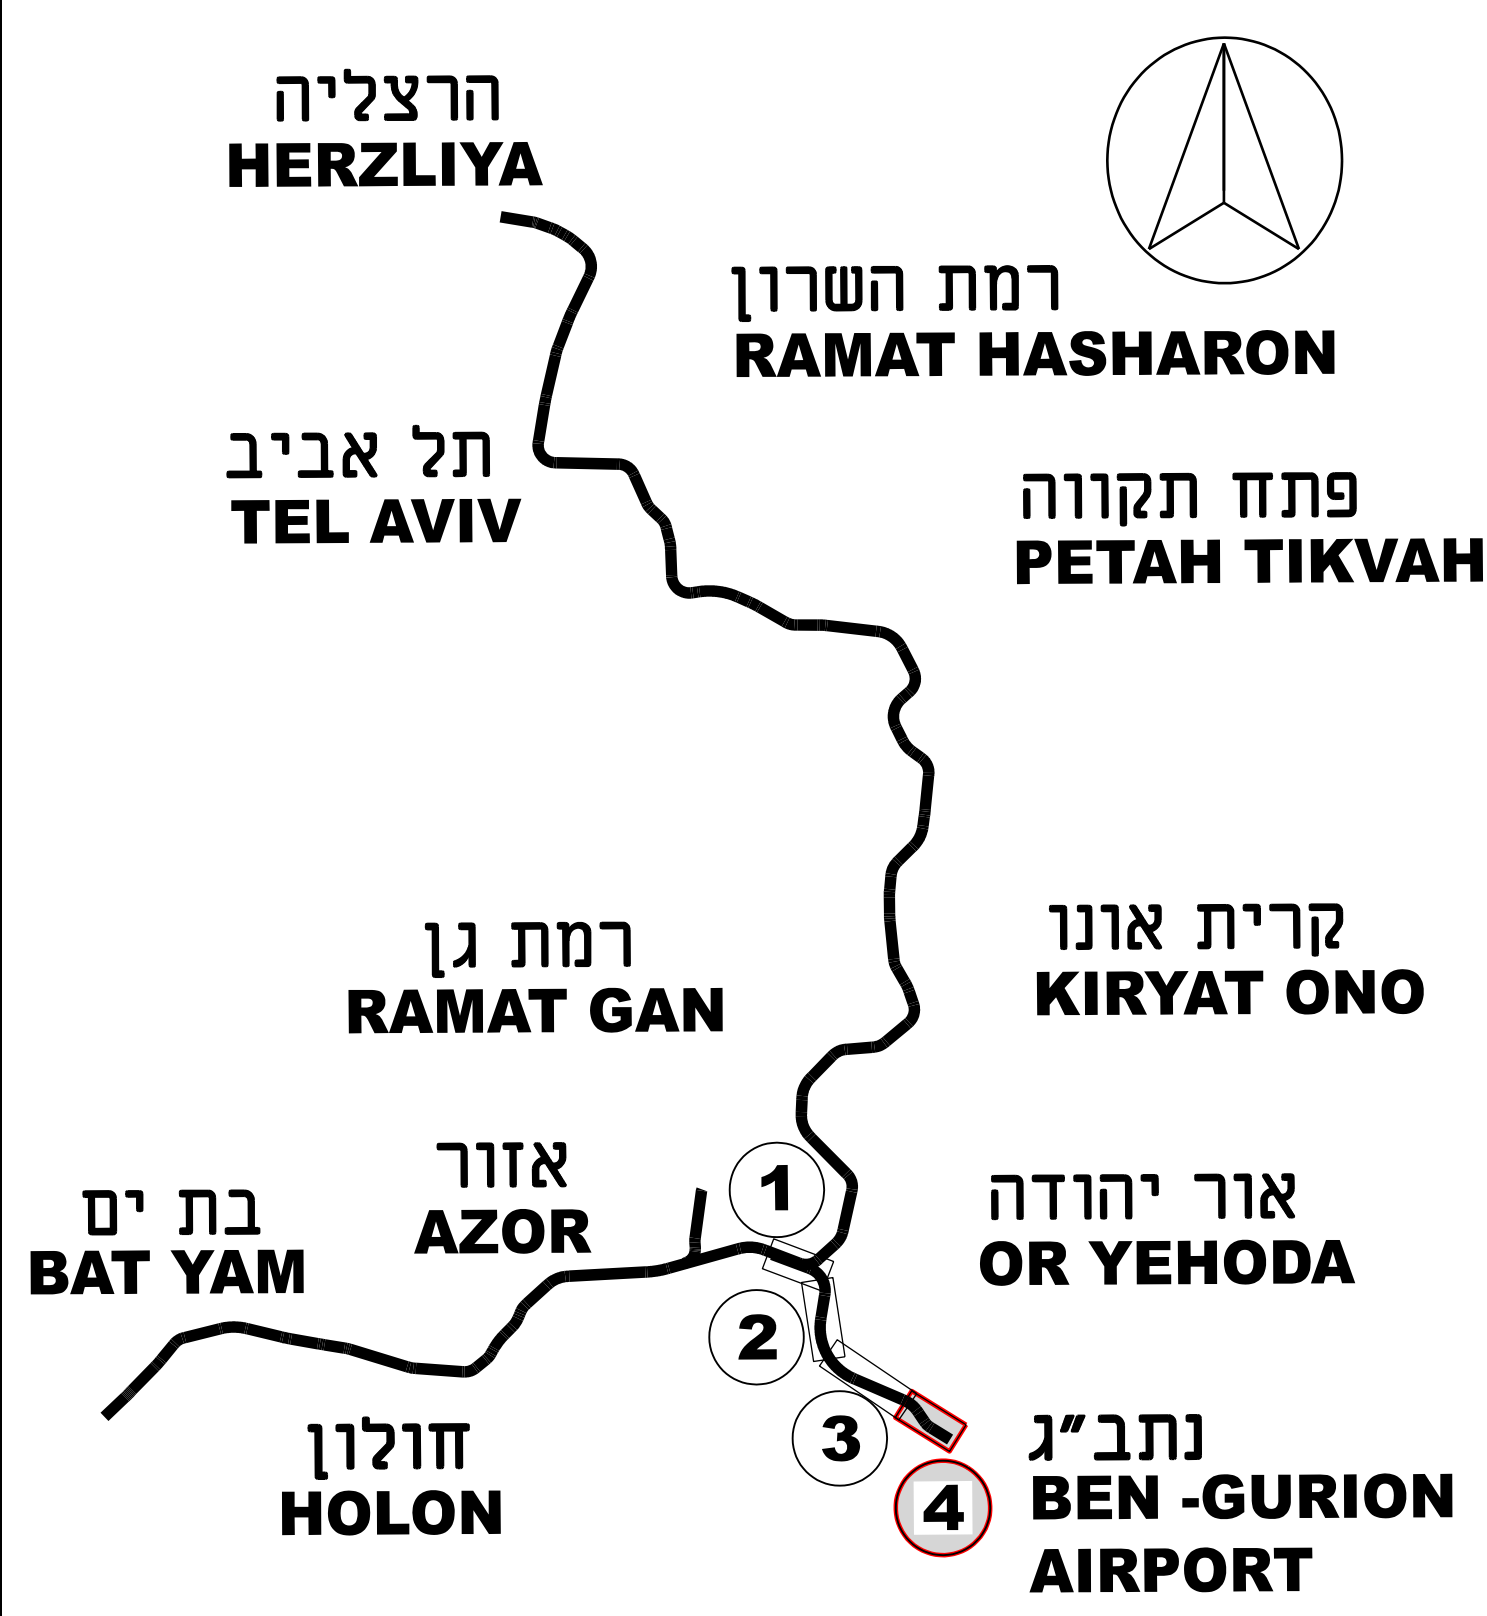 הרצליה
HERZLIYA
רמת השרון
RAMAT HASHARON
תל אביב
TEL AVIV
פתח תקווה
PETAH TIKVAH
רמת גן
RAMAT GAN
קרית אונו
KIRYAT ONO
אזור
AZOR
1
בת ים
BAT YAM
אור יהודה
OR YEHODA
2
3
חולון
HOLON
4
נתב״ג
BEN -GURION
AIRPORT